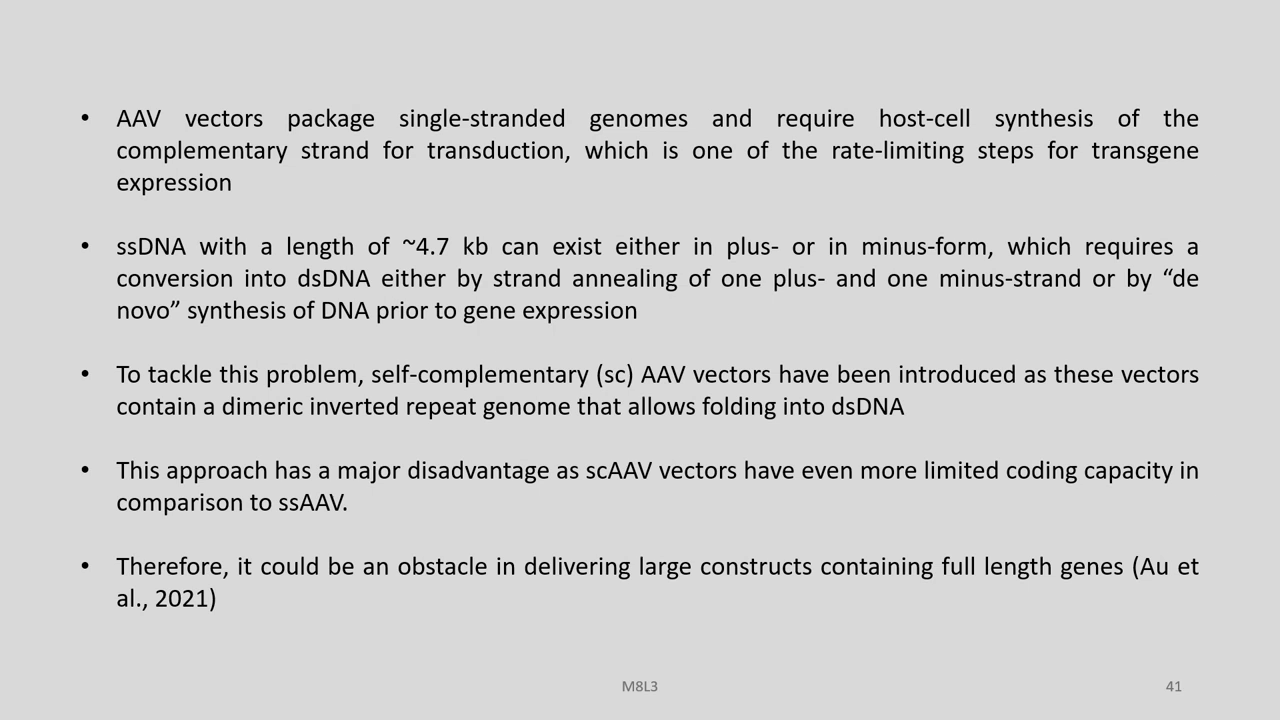 • AAV vectors package single-stranded genomes and require host-cell synthesis of the
complementary strand for transduction, which is one of the rate-limiting steps for transgene
expression
• ssDNA with a length of ~4.7 kb can exist either in plus- or in minus-form, which requires a
conversion into dsDNA either by strand annealing of one plus- and one minus-strand or by “de
novo” synthesis of DNA prior to gene expression
• To tackle this problem, self-complementary (sc) AAV vectors have been introduced as these vectors
contain a dimeric inverted repeat genome that allows folding into dsDNA
• This approach has a major disadvantage as scAAV vectors have even more limited coding capacity in
comparison to ssAAV.
• Therefore, it could be an obstacle in delivering large constructs containing full length genes (Au et
al., 2021)
M8L3
41